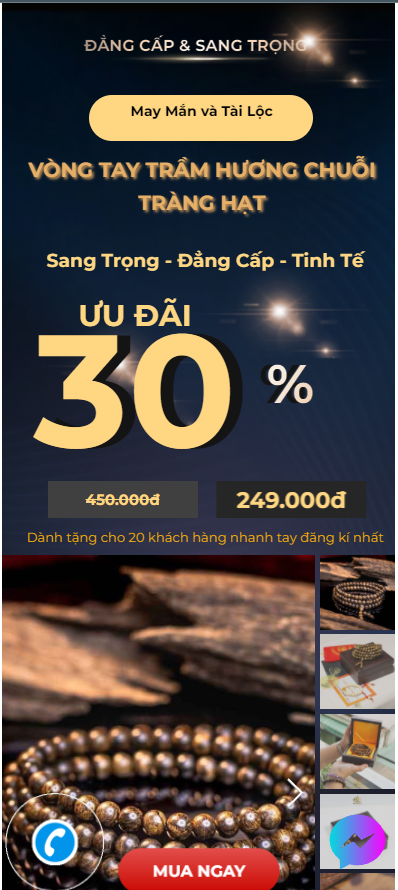 ĐẲNG CẤP & SANG TRỌNG
May Mắn và Tài Lộc
VÒNG TAY TRẦM HƯƠNG CHUỖI
TRÀNG HẠT
Sang Trọng - Đẳng Cấp - Tinh Tế
ƯU ĐÃI
30 %
450.000đ 249.000đ
Dành tặng cho 20 khách hàng nhanh tay đăng kí nhất
MUA NGAY